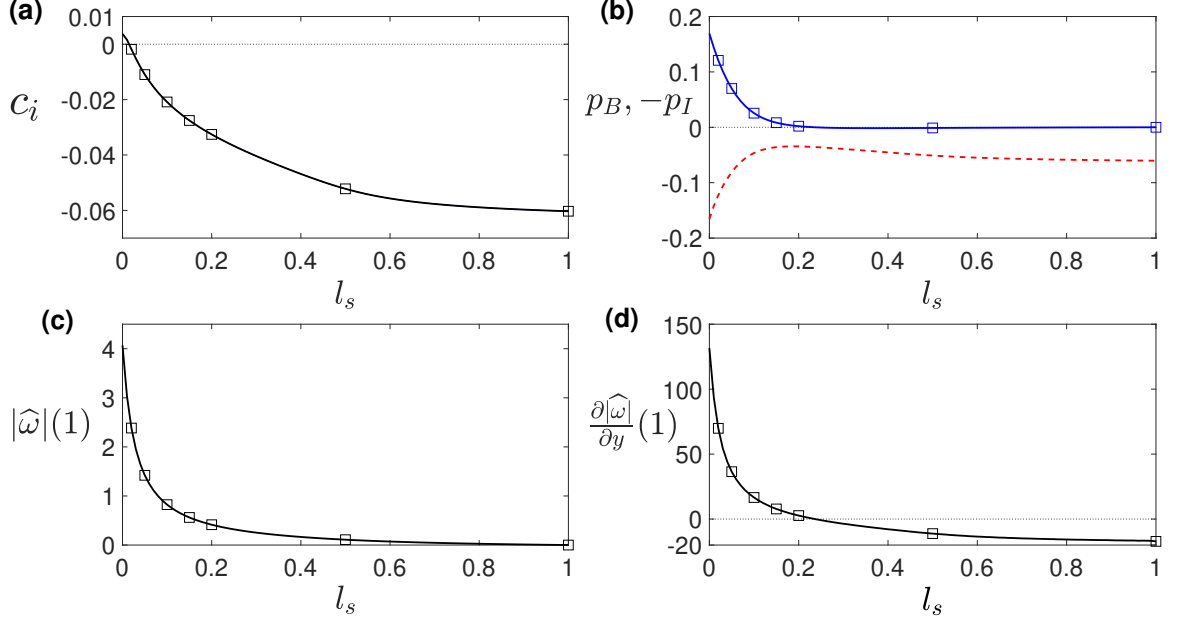 (a)
0.01
0
-0.02
-0.04
-0.06
c_i
0 0.2 0.4 0.6 0.8 1
l_s
(b)
0.2
0.1
0
-0.1
-0.2
p_B, −p_I
0 0.2 0.4 0.6 0.8 1
l_s
(c)
4
3
2
1
0
|ω̂|(1)
0 0.2 0.4 0.6 0.8 1
l_s
(d)
150
100
50
0
-20
∂|ω̂|/∂y(1)
0 0.2 0.4 0.6 0.8 1
l_s